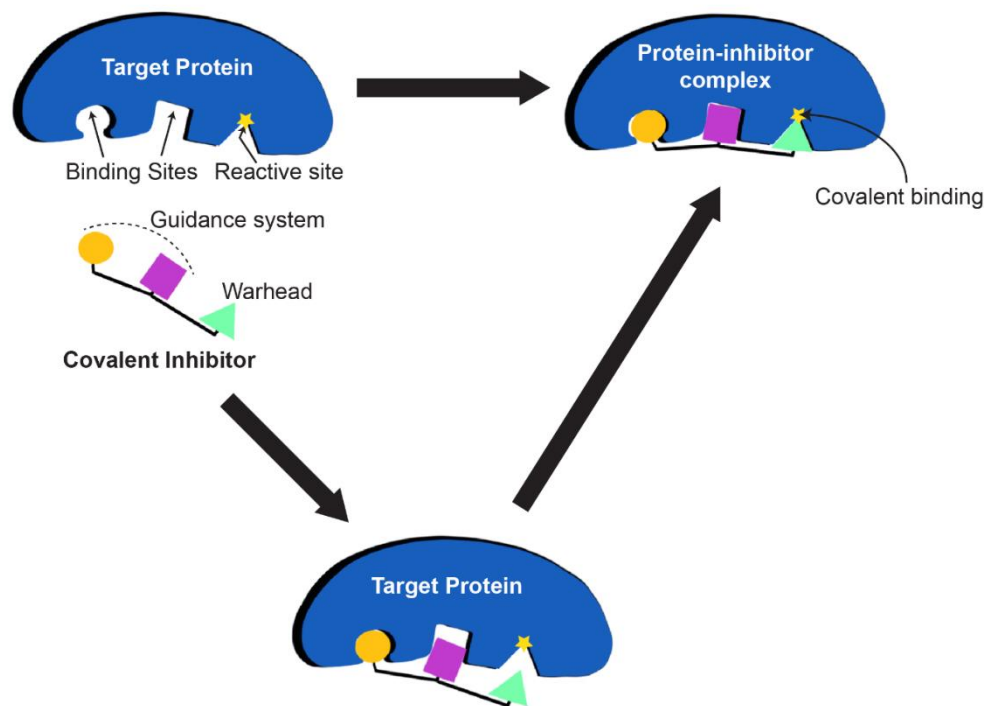 Target Protein
Protein-inhibitor
complex
Binding Sites
Reactive site
Covalent binding
Guidance system
Warhead
Covalent Inhibitor
Target Protein